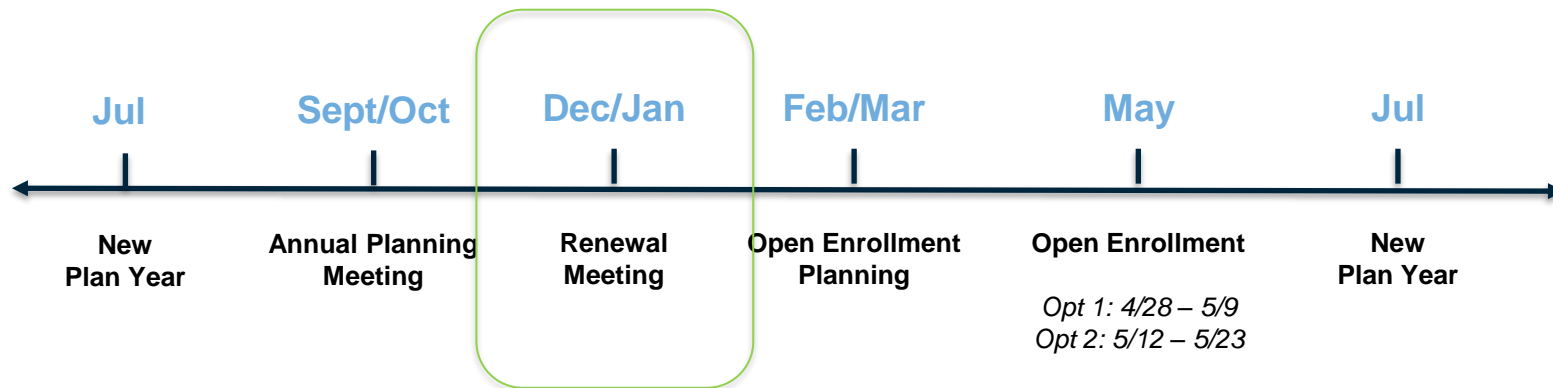 Jul
Sept/Oct
Dec/Jan
Feb/Mar
May
Jul
New
Plan Year
Annual Planning
Meeting
Renewal
Meeting
Open Enrollment
Planning
Open Enrollment
Opt 1: 4/28 – 5/9
Opt 2: 5/12 – 5/23
New
Plan Year